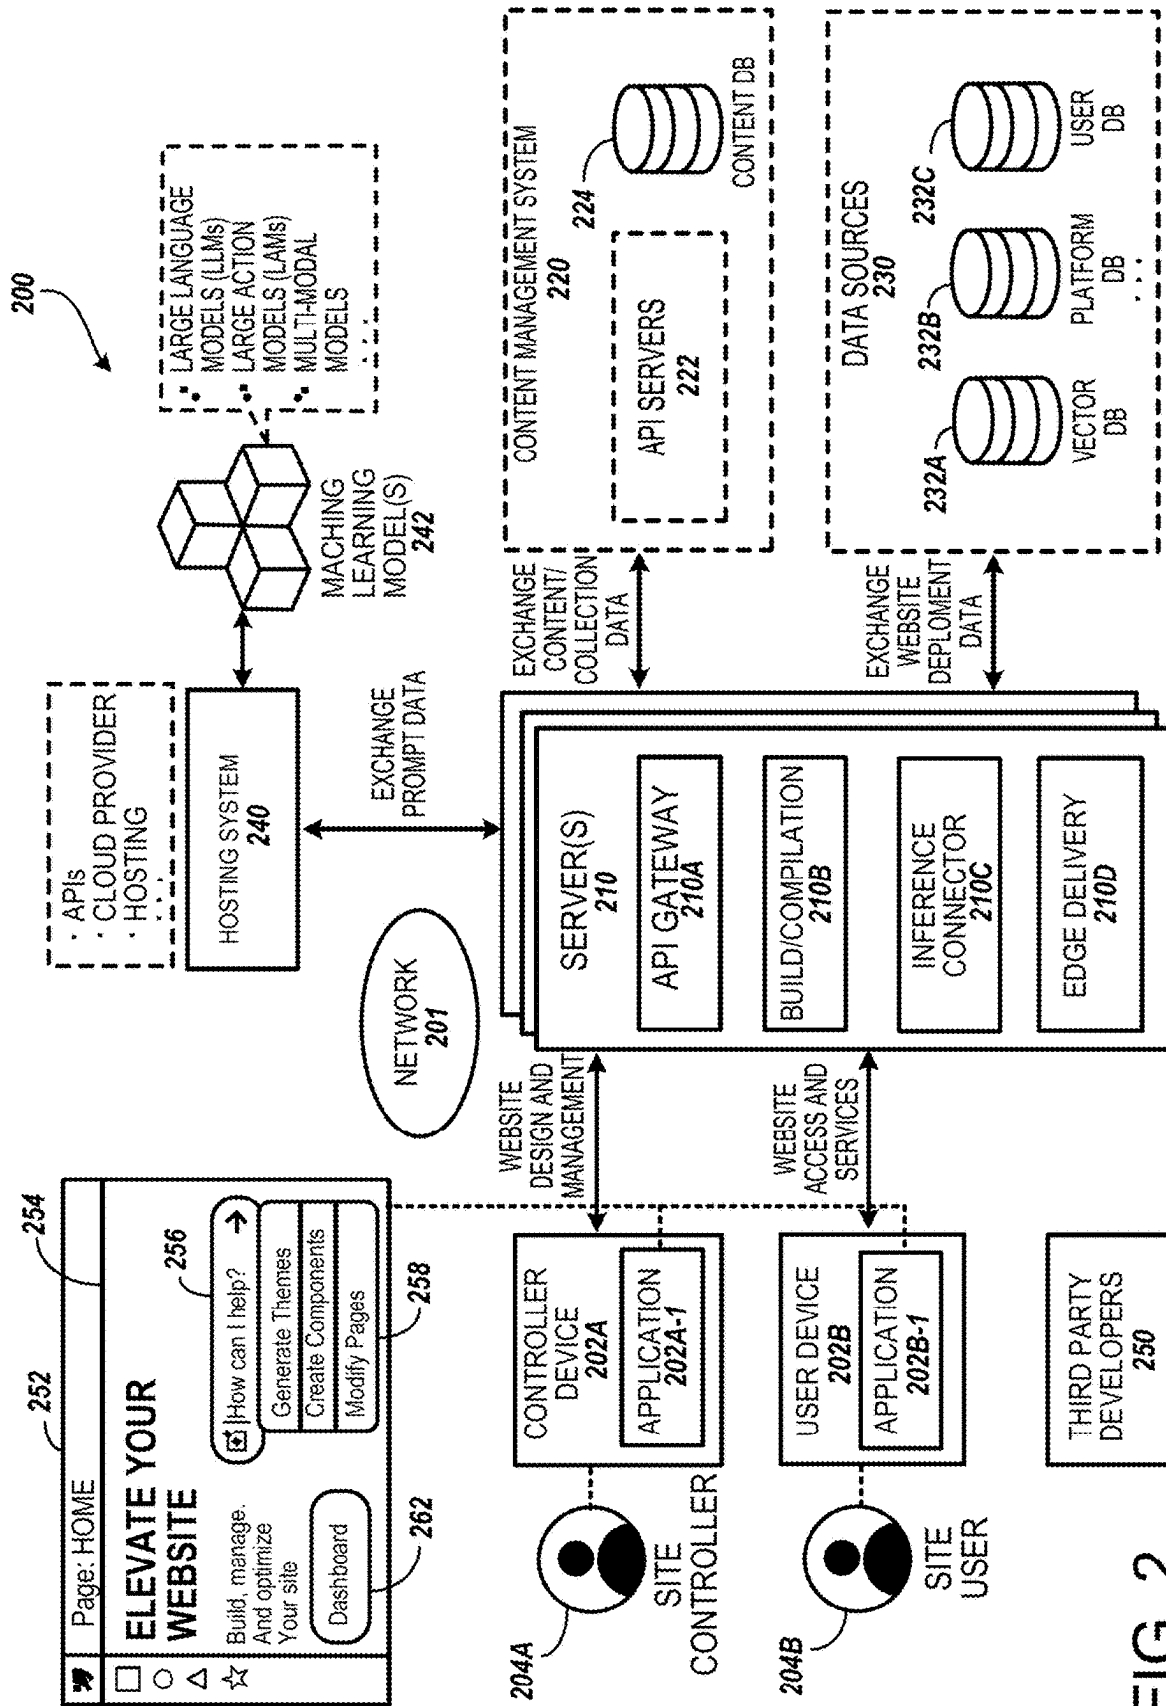 200
252
254
Page: HOME
ELEVATE YOUR
WEBSITE
Build, manage.
And optimize
Your site
Dashboard
262
256
How can I help?
Generate Themes
Create Components
Modify Pages
258
· APIs
· CLOUD PROVIDER
· HOSTING
. . .
HOSTING SYSTEM
240
MACHING
LEARNING
MODEL(S)
242
LARGE LANGUAGE
MODELS (LLMs)
LARGE ACTION
MODELS (LAMs)
MULTI-MODAL
MODELS
. . .
NETWORK
201
EXCHANGE
PROMPT DATA
204A
SITE
CONTROLLER
CONTROLLER
DEVICE
202A
APPLICATION
202A-1
WEBSITE
DESIGN AND
MANAGEMENT
204B
SITE
USER
USER DEVICE
202B
APPLICATION
202B-1
WEBSITE
ACCESS AND
SERVICES
THIRD PARTY
DEVELOPERS
250
SERVER(S)
210
API GATEWAY
210A
BUILD/COMPILATION
210B
INFERENCE
CONNECTOR
210C
EDGE DELIVERY
210D
EXCHANGE
CONTENT/
COLLECTION
DATA
CONTENT MANAGEMENT SYSTEM
220
API SERVERS
222
224
CONTENT DB
EXCHANGE
WEBSITE
DEPLOMENT
DATA
DATA SOURCES
230
232A
VECTOR
DB
232B
PLATFORM
DB
. . .
232C
USER
DB
FIG. 2